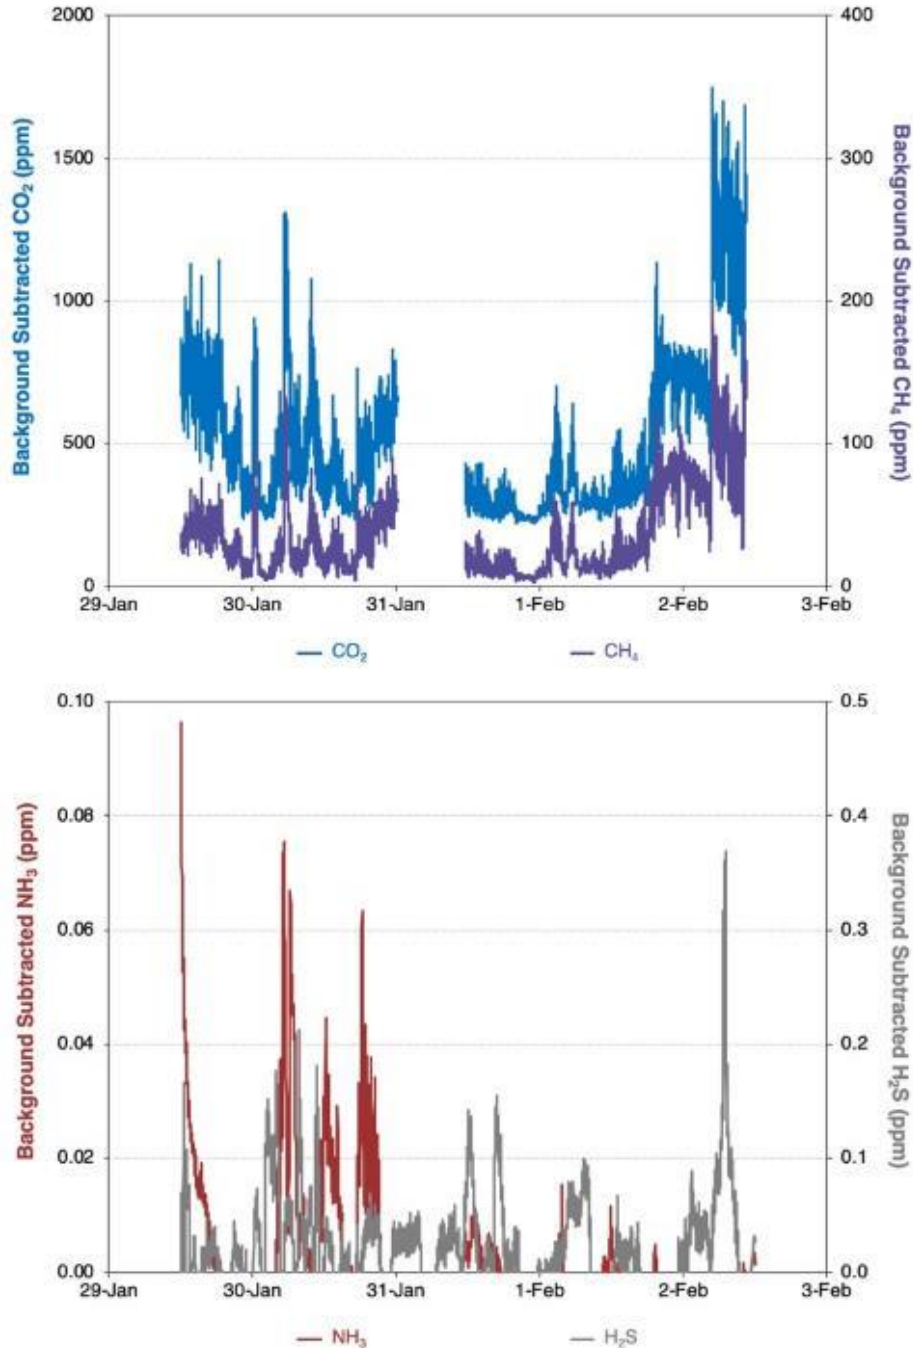 Background Subtracted CO₂ (ppm)
2000
1500
1000
500
0
400
300
200
100
0
Background Subtracted CH₄ (ppm)
29-Jan 30-Jan 31-Jan 1-Feb 2-Feb 3-Feb
CO₂ CH₄
Background Subtracted NH₃ (ppm)
0.10
0.08
0.06
0.04
0.02
0.00
0.5
0.4
0.3
0.2
0.1
0.0
Background Subtracted H₂S (ppm)
29-Jan 30-Jan 31-Jan 1-Feb 2-Feb 3-Feb
NH₃ H₂S